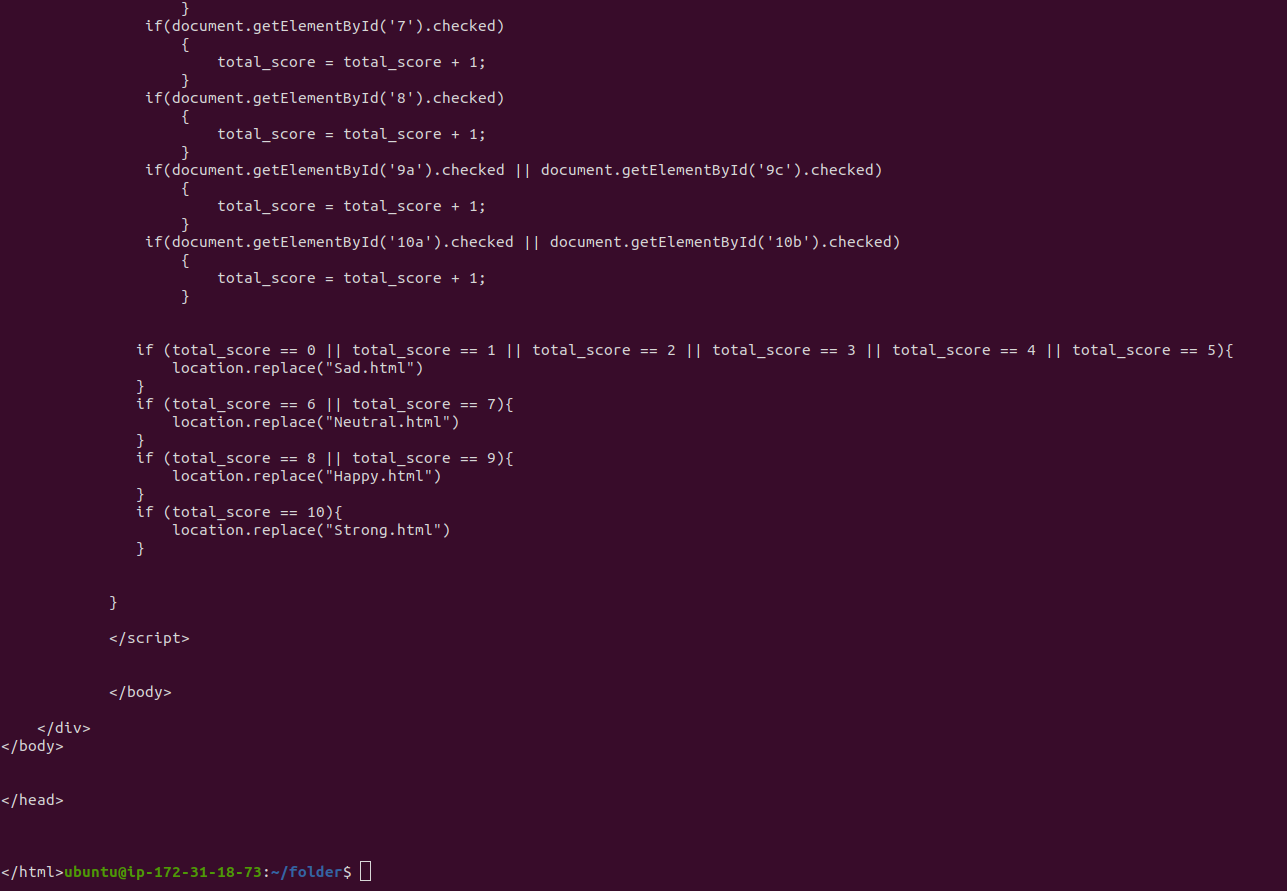 }
if(document.getElementById('7').checked)
{
total_score = total_score + 1;
}
if(document.getElementById('8').checked)
{
total_score = total_score + 1;
}
if(document.getElementById('9a').checked || document.getElementById('9c').checked)
{
total_score = total_score + 1;
}
if(document.getElementById('10a').checked || document.getElementById('10b').checked)
{
total_score = total_score + 1;
}
if (total_score == 0 || total_score == 1 || total_score == 2 || total_score == 3 || total_score == 4 || total_score == 5){
location.replace("Sad.html")
}
if (total_score == 6 || total_score == 7){
location.replace("Neutral.html")
}
if (total_score == 8 || total_score == 9){
location.replace("Happy.html")
}
if (total_score == 10){
location.replace("Strong.html")
}
}
</script>
</body>
</div>
</body>
</head>
</html>ubuntu@ip-172-31-18-73:~/folder$